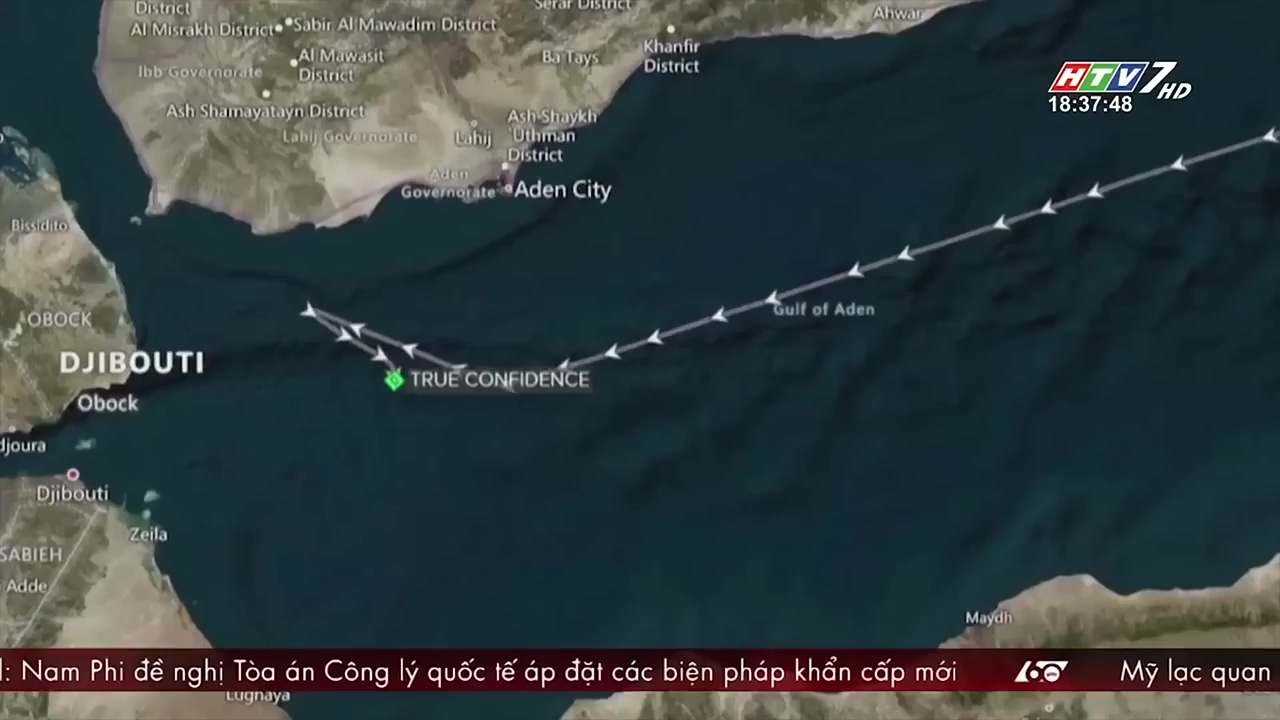 District
Serar District
Ahwar
Al Misrakh District
Sabir Al Mawadim District
Al Mawasit
District
Ba Tays
Khanfir
District
Ibb Governorate
HTV7 HD
18:37:48
Ash Shamayatayn District
Ash Shaykh
Uthman
District
Lahij Governorate
Lahij
Aden
Governorate
Aden City
Bissidito
Gulf of Aden
OBOCK
DJIBOUTI
TRUE CONFIDENCE
Obock
djoura
Djibouti
Zeila
SABIEH
Adde
Maydh
l: Nam Phi đề nghị Tòa án Công lý quốc tế áp đặt các biện pháp khẩn cấp mới
60 giây
Mỹ lạc quan
Lughaya